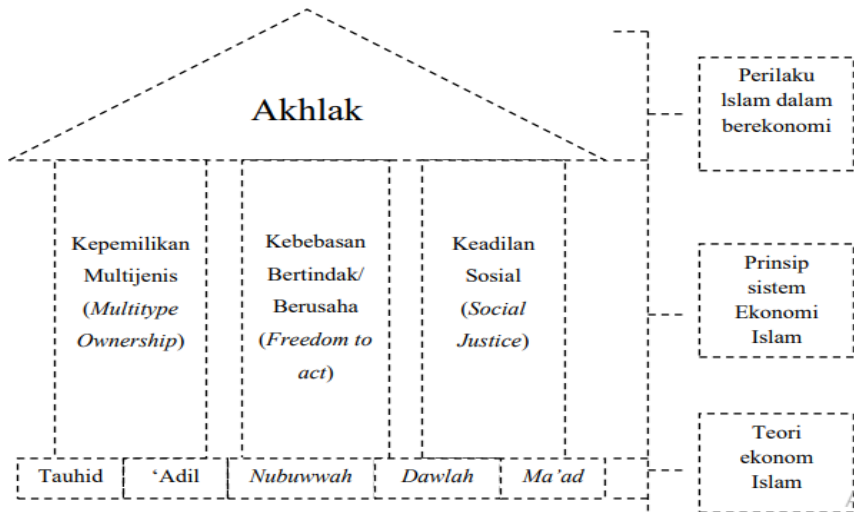 Akhlak
Perilaku
Islam dalam
berekonomi
Kepemilikan
Multijenis
(Multitype
Ownership)
Kebebasan
Bertindak/
Berusaha
(Freedom to
act)
Keadilan
Sosial
(Social
Justice)
Prinsip
sistem
Ekonomi
Islam
Tauhid
‘Adil
Nubuwwah
Dawlah
Ma’ad
Teori
ekonom
Islam